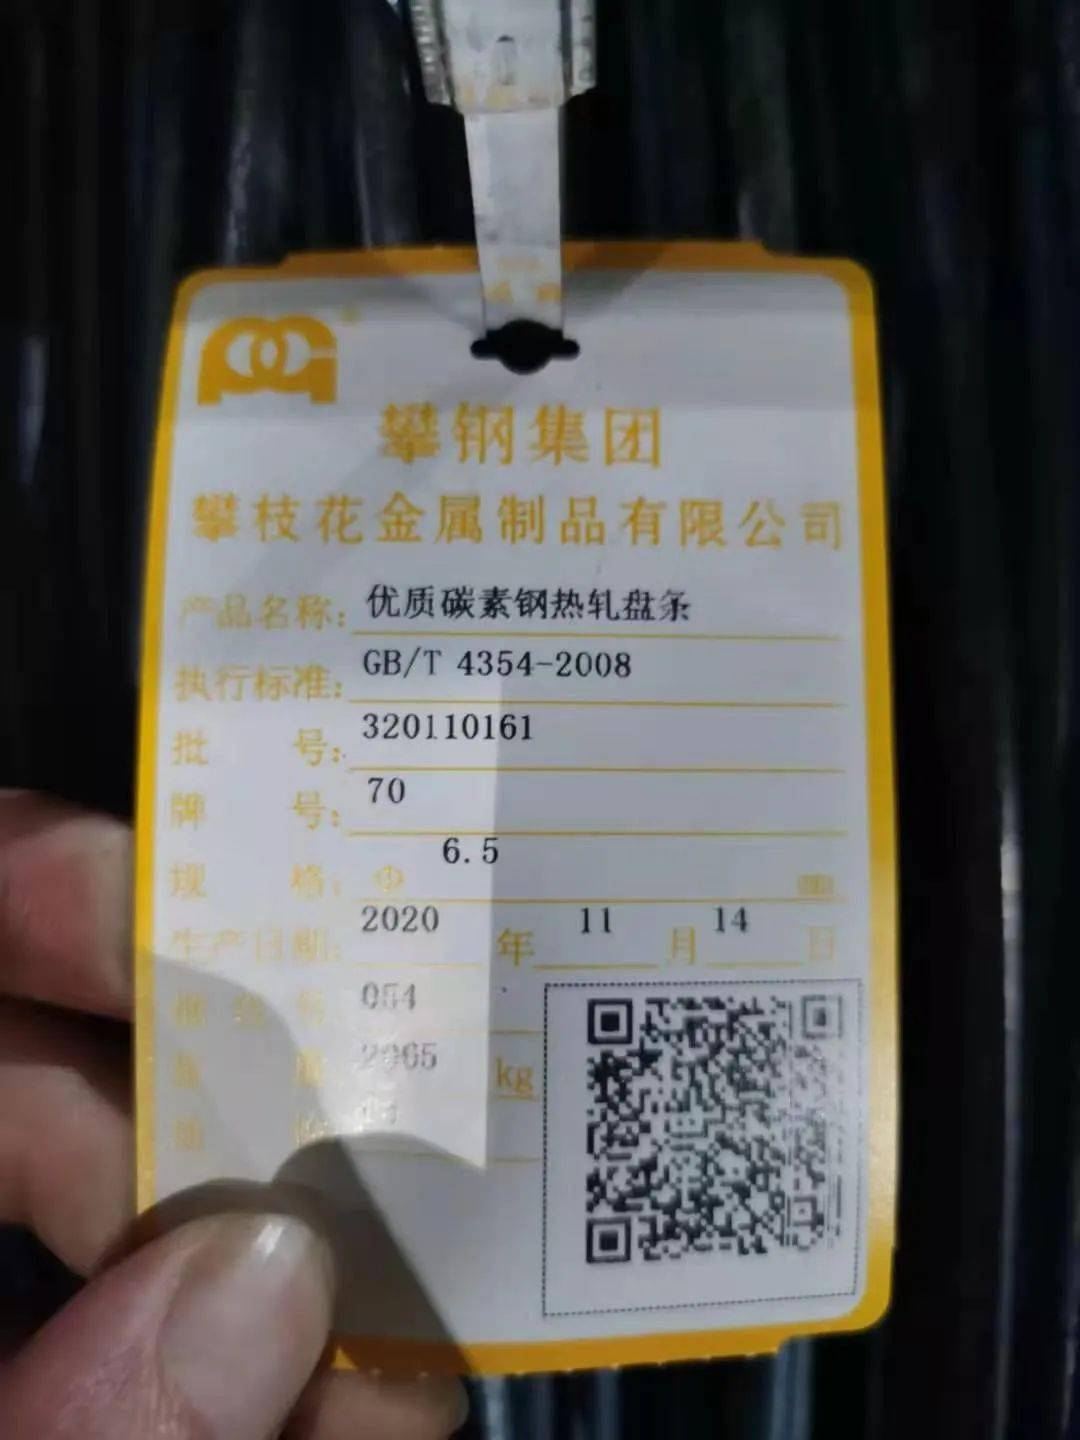 攀钢集团
攀枝花金属制品有限公司
产品名称: 优质碳素钢热轧盘条
执行标准: GB/T 4354-2008
批 号: 320110161
牌 号: 70
规 格: Φ 6.5
生产日期: 2020 年 11 月 14 日
号 054
量 2065 kg